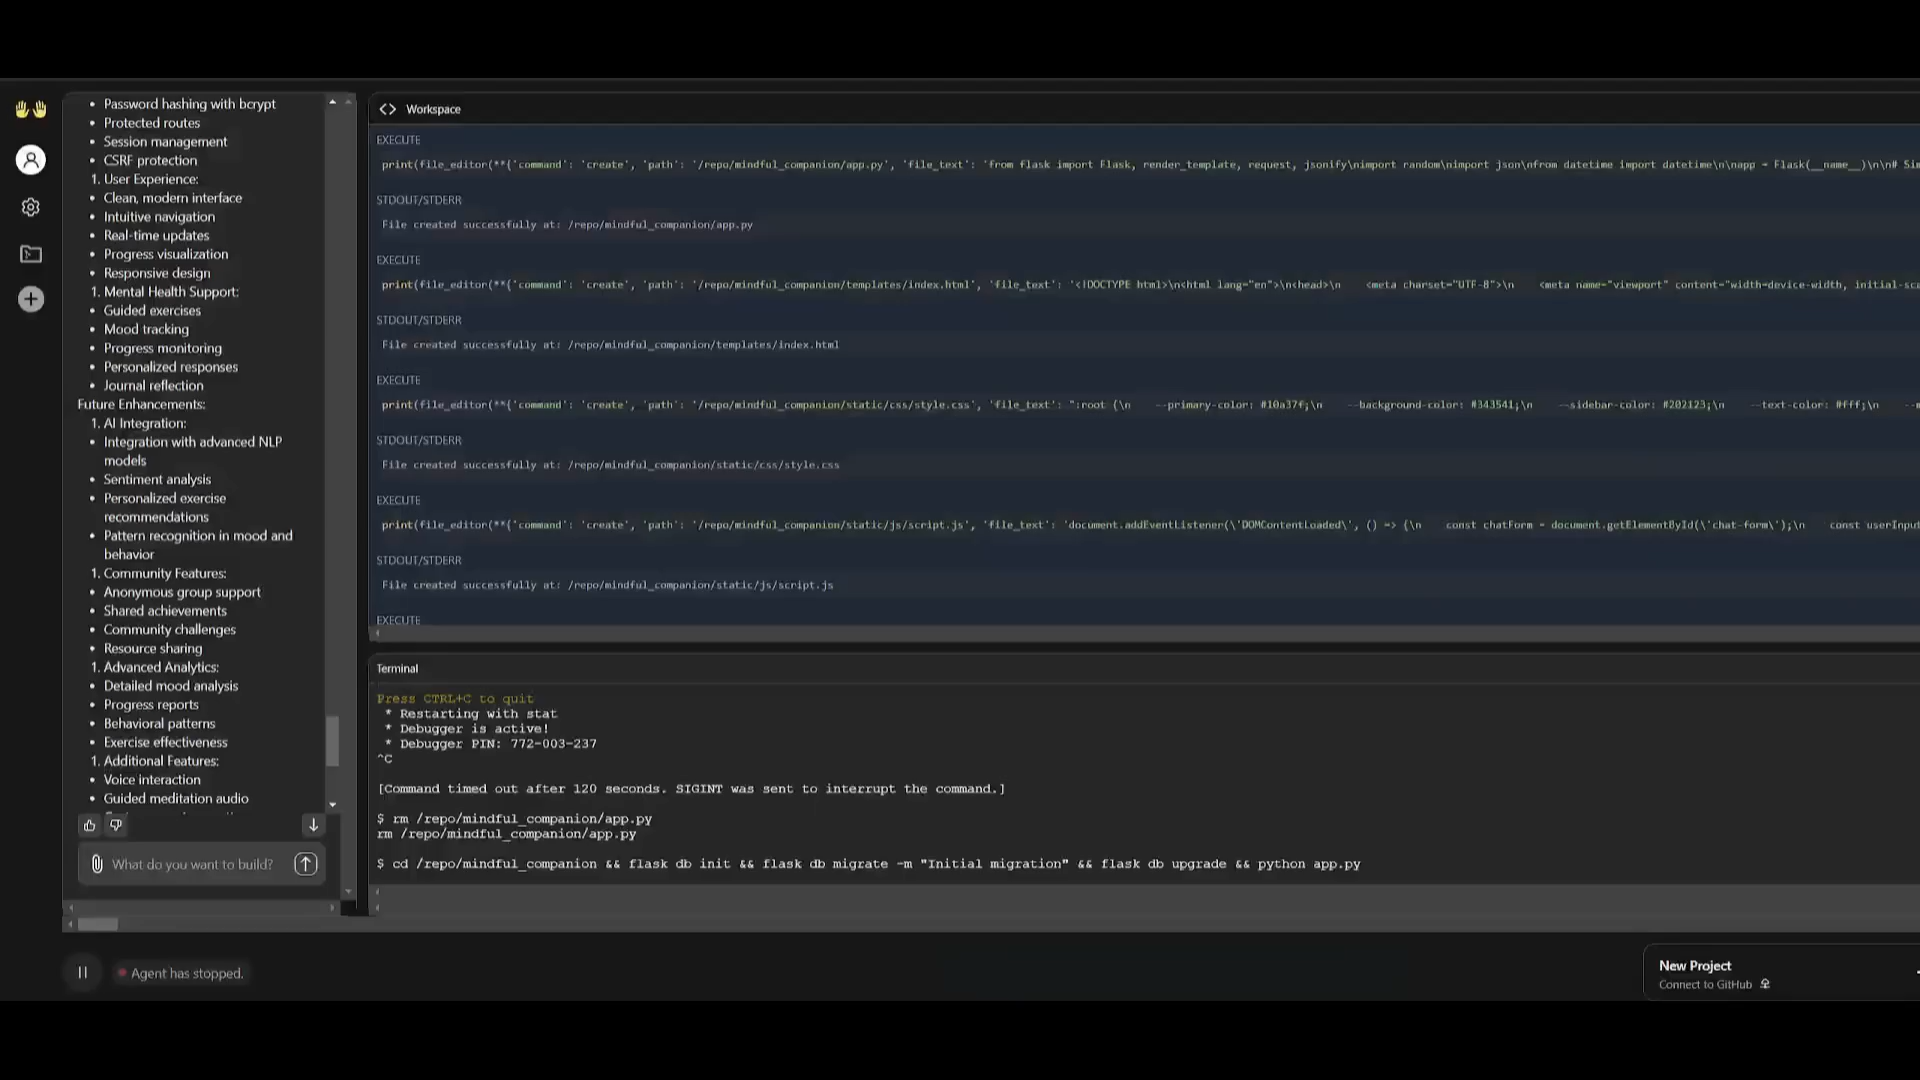 • Password hashing with bcrypt
• Protected routes
• Session management
• CSRF protection
1. User Experience:
• Clean, modern interface
• Intuitive navigation
• Real-time updates
• Progress visualization
• Responsive design
1. Mental Health Support:
• Guided exercises
• Mood tracking
• Progress monitoring
• Personalized responses
• Journal reflection
Future Enhancements:
1. AI Integration:
• Integration with advanced NLP
models
• Sentiment analysis
• Personalized exercise
recommendations
• Pattern recognition in mood and
behavior
1. Community Features:
• Anonymous group support
• Shared achievements
• Community challenges
• Resource sharing
1. Advanced Analytics:
• Detailed mood analysis
• Progress reports
• Behavioral patterns
• Exercise effectiveness
1. Additional Features:
• Voice interaction
• Guided meditation audio
What do you want to build?
Agent has stopped.
Workspace
EXECUTE
print(file_editor(**{'command': 'create', 'path': '/repo/mindful_companion/app.py', 'file_text': 'from flask import Flask, render_template, request, jsonify\nimport random\nimport json\nfrom datetime import datetime\n\napp = Flask(__name__)\n\n# Sim
STDOUT/STDERR
File created successfully at: /repo/mindful_companion/app.py
EXECUTE
print(file_editor(**{'command': 'create', 'path': '/repo/mindful_companion/templates/index.html', 'file_text': '<!DOCTYPE html>\n<html lang="en">\n<head>\n    <meta charset="UTF-8">\n    <meta name="viewport" content="width=device-width, initial-sca
STDOUT/STDERR
File created successfully at: /repo/mindful_companion/templates/index.html
EXECUTE
print(file_editor(**{'command': 'create', 'path': '/repo/mindful_companion/static/css/style.css', 'file_text': ":root {\n    --primary-color: #10a37f;\n    --background-color: #343541;\n    --sidebar-color: #202123;\n    --text-color: #fff;\n
STDOUT/STDERR
File created successfully at: /repo/mindful_companion/static/css/style.css
EXECUTE
print(file_editor(**{'command': 'create', 'path': '/repo/mindful_companion/static/js/script.js', 'file_text': 'document.addEventListener(\'DOMContentLoaded\', () => {\n    const chatForm = document.getElementById(\'chat-form\');\n    const userInput
STDOUT/STDERR
File created successfully at: /repo/mindful_companion/static/js/script.js
EXECUTE
Terminal
Press CTRL+C to quit
* Restarting with stat
* Debugger is active!
* Debugger PIN: 772-003-237
^C
[Command timed out after 120 seconds. SIGINT was sent to interrupt the command.]
$ rm /repo/mindful_companion/app.py
rm /repo/mindful_companion/app.py
$ cd /repo/mindful_companion && flask db init && flask db migrate -m "Initial migration" && flask db upgrade && python app.py
New Project
Connect to GitHub